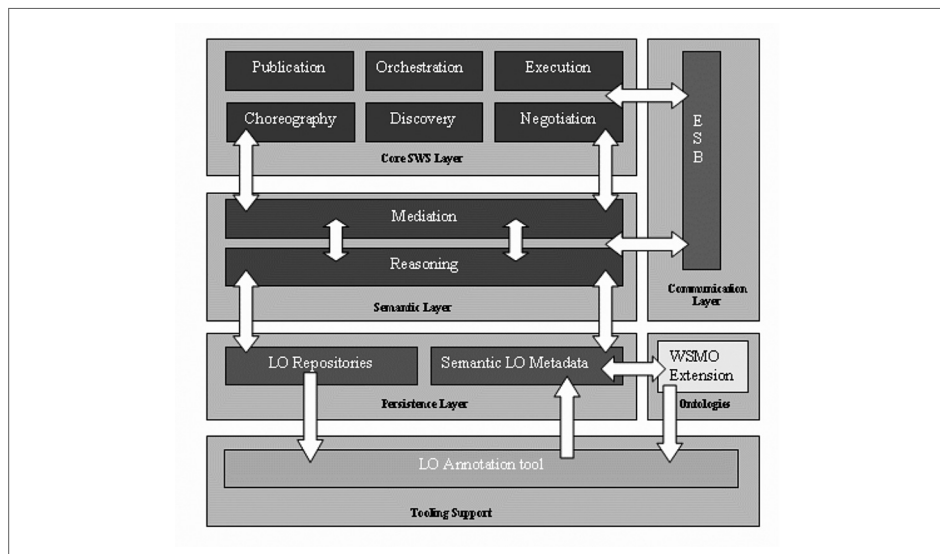 Publication
Orchestration
Execution
Choreography
Discovery
Negotiation
Core SWS Layer
E
S
B
Mediation
Reasoning
Semantic Layer
Communication
Layer
LO Repositories
Semantic LO Metadata
Persistence Layer
WSMO
Extension
Ontologies
LO Annotation tool
Tooling Support